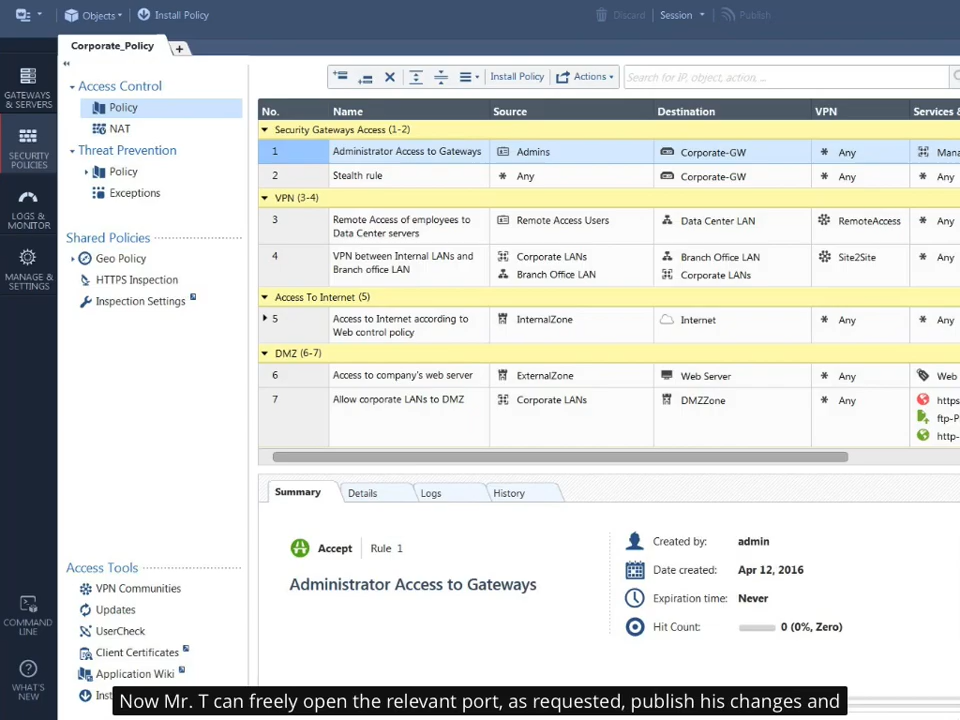 Objects
Install Policy
Discard
Session
Publish
Corporate_Policy
+
GATEWAYS
& SERVERS
SECURITY
POLICIES
LOGS &
MONITOR
MANAGE &
SETTINGS
COMMAND
LINE
WHAT'S
NEW
Access Control
Policy
NAT
Threat Prevention
Policy
Exceptions
Shared Policies
Geo Policy
HTTPS Inspection
Inspection Settings
Access Tools
VPN Communities
Updates
UserCheck
Client Certificates
Application Wiki
Install Policy
Actions
Search for IP, object, action, ...
No. Name Source Destination VPN Services &
Security Gateways Access (1-2)
1 Administrator Access to Gateways Admins Corporate-GW * Any Mana
2 Stealth rule * Any Corporate-GW * Any * Any
VPN (3-4)
3 Remote Access of employees to Remote Access Users Data Center LAN RemoteAccess * Any
Data Center servers
4 VPN between Internal LANs and Corporate LANs Branch Office LAN Site2Site * Any
Branch office LAN Branch Office LAN Corporate LANs
Access To Internet (5)
5 Access to Internet according to InternalZone Internet * Any * Any
Web control policy
DMZ (6-7)
6 Access to company's web server ExternalZone Web Server * Any Web
7 Allow corporate LANs to DMZ Corporate LANs DMZZone * Any https
ftp-P
http-
Summary Details Logs History
Accept Rule 1
Administrator Access to Gateways
Created by: admin
Date created: Apr 12, 2016
Expiration time: Never
Hit Count: 0 (0%, Zero)
Now Mr. T can freely open the relevant port, as requested, publish his changes and